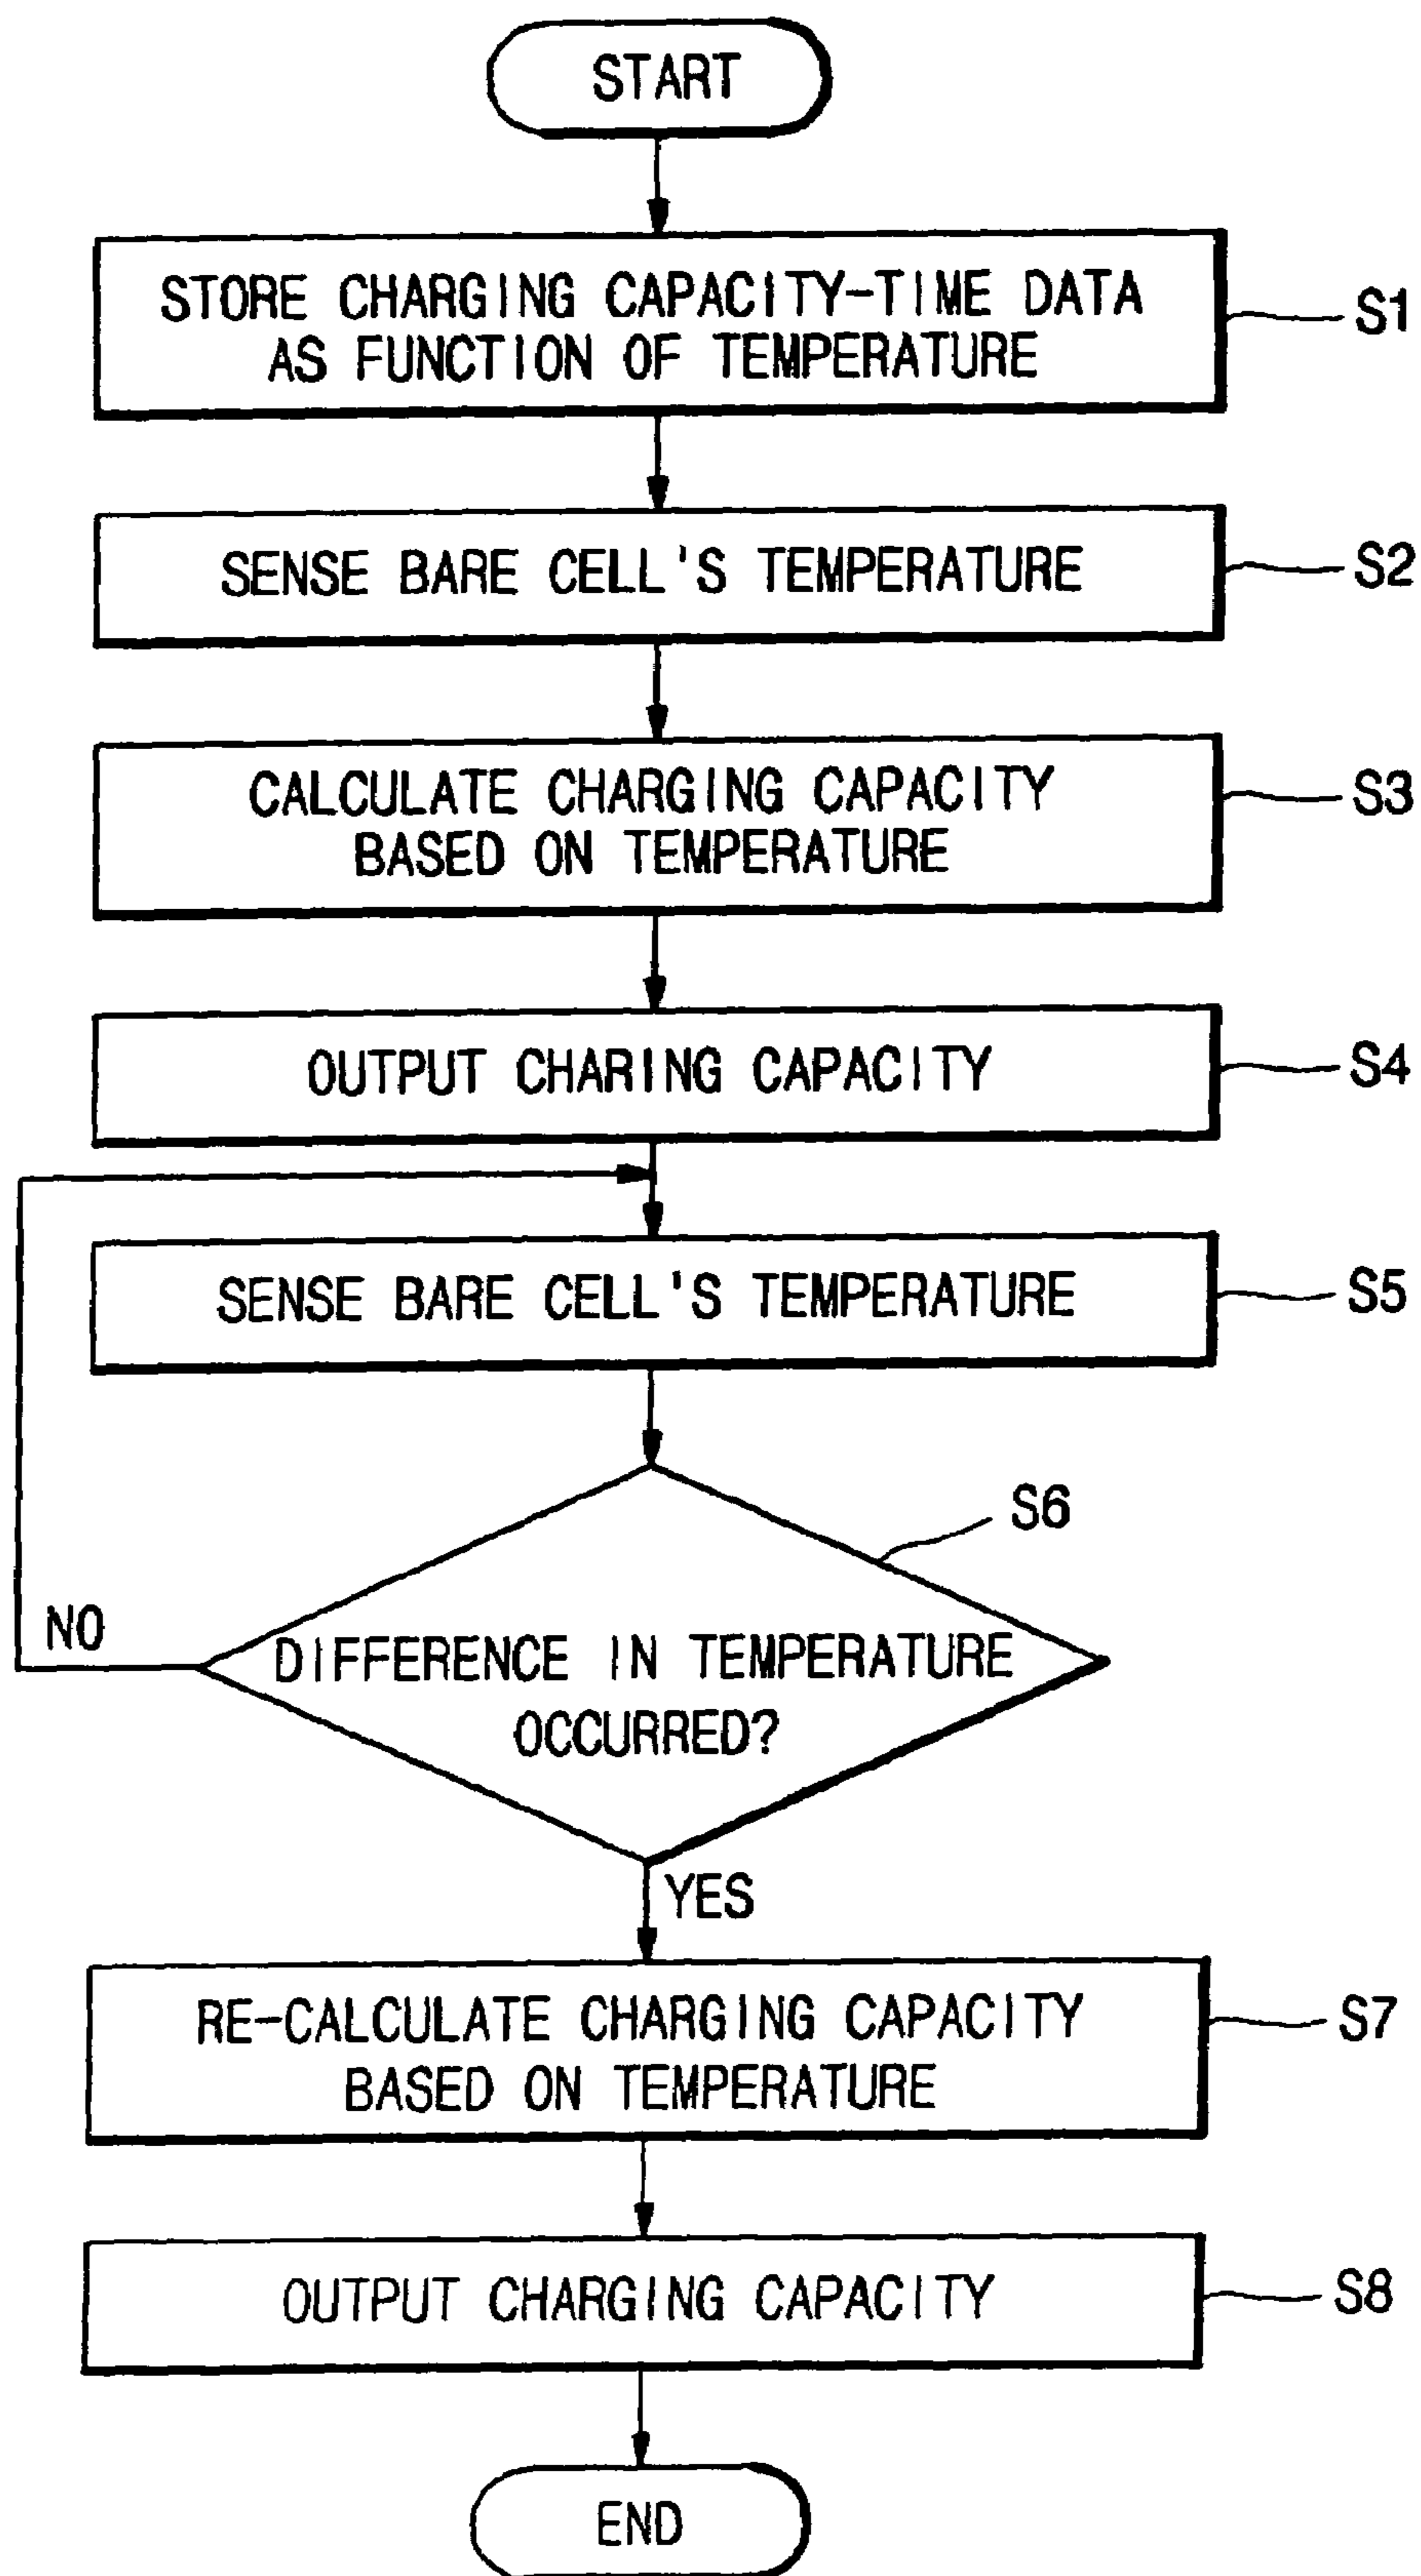 START
STORE CHARGING CAPACITY-TIME DATA
AS FUNCTION OF TEMPERATURE
S1
SENSE BARE CELL'S TEMPERATURE
S2
CALCULATE CHARGING CAPACITY
BASED ON TEMPERATURE
S3
OUTPUT CHARING CAPACITY
S4
SENSE BARE CELL'S TEMPERATURE
S5
S6
NO
DIFFERENCE IN TEMPERATURE
OCCURRED?
YES
RE-CALCULATE CHARGING CAPACITY
BASED ON TEMPERATURE
S7
OUTPUT CHARGING CAPACITY
S8
END